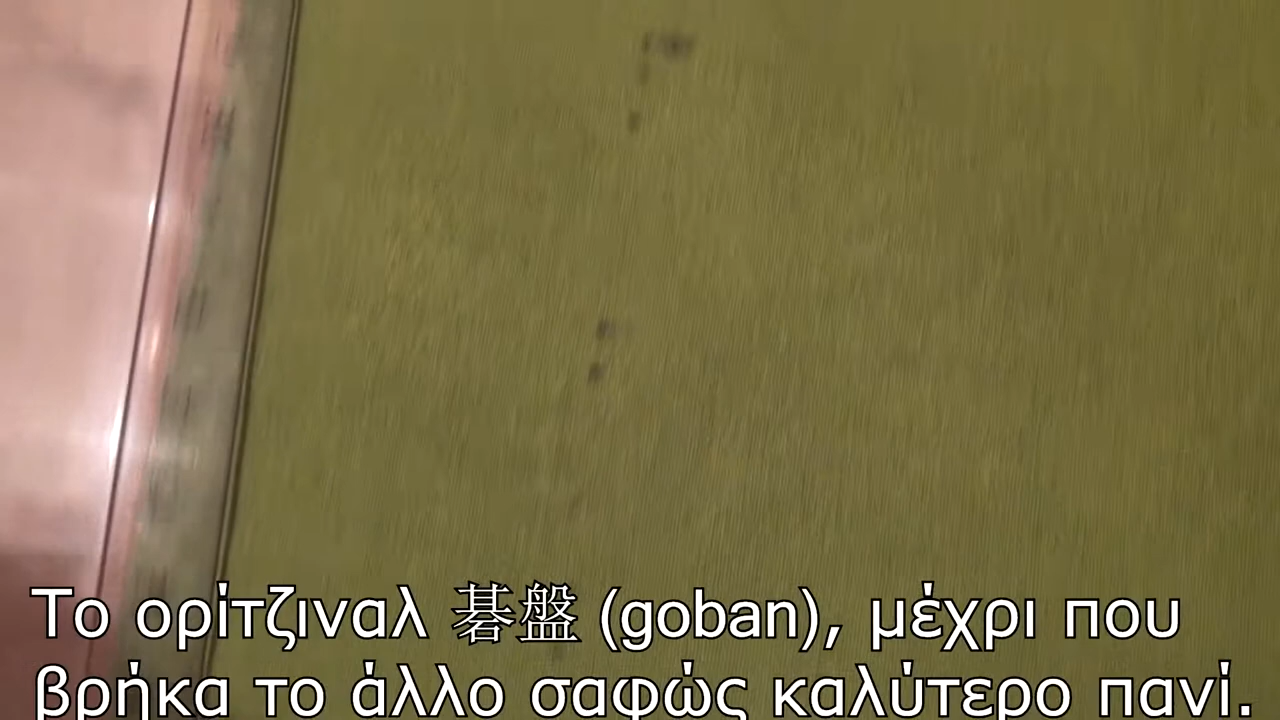 Το ορίτζιναλ 碁盤 (goban), μέχρι που
βρήκα το άλλο σαφώς καλύτερο πανί.